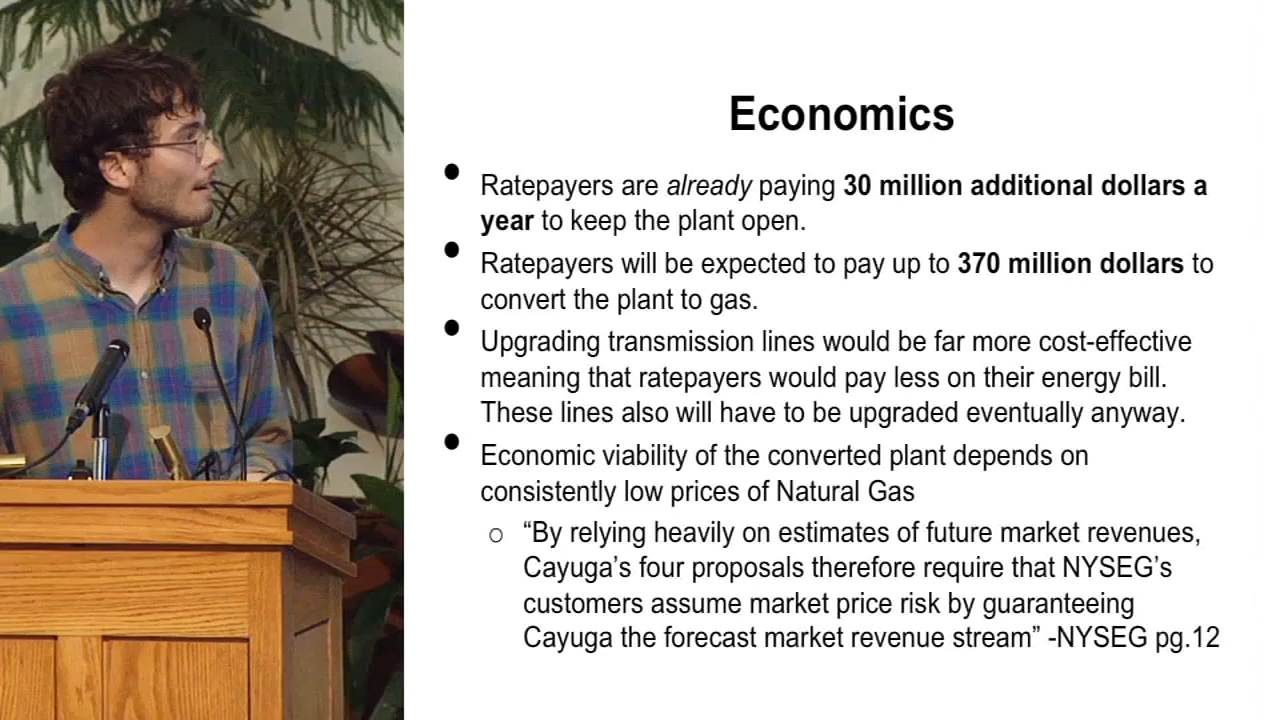 Economics
• Ratepayers are already paying 30 million additional dollars a
year to keep the plant open.
• Ratepayers will be expected to pay up to 370 million dollars to
convert the plant to gas.
• Upgrading transmission lines would be far more cost-effective
meaning that ratepayers would pay less on their energy bill.
These lines also will have to be upgraded eventually anyway.
• Economic viability of the converted plant depends on
consistently low prices of Natural Gas
o “By relying heavily on estimates of future market revenues,
Cayuga’s four proposals therefore require that NYSEG’s
customers assume market price risk by guaranteeing
Cayuga the forecast market revenue stream” -NYSEG pg.12